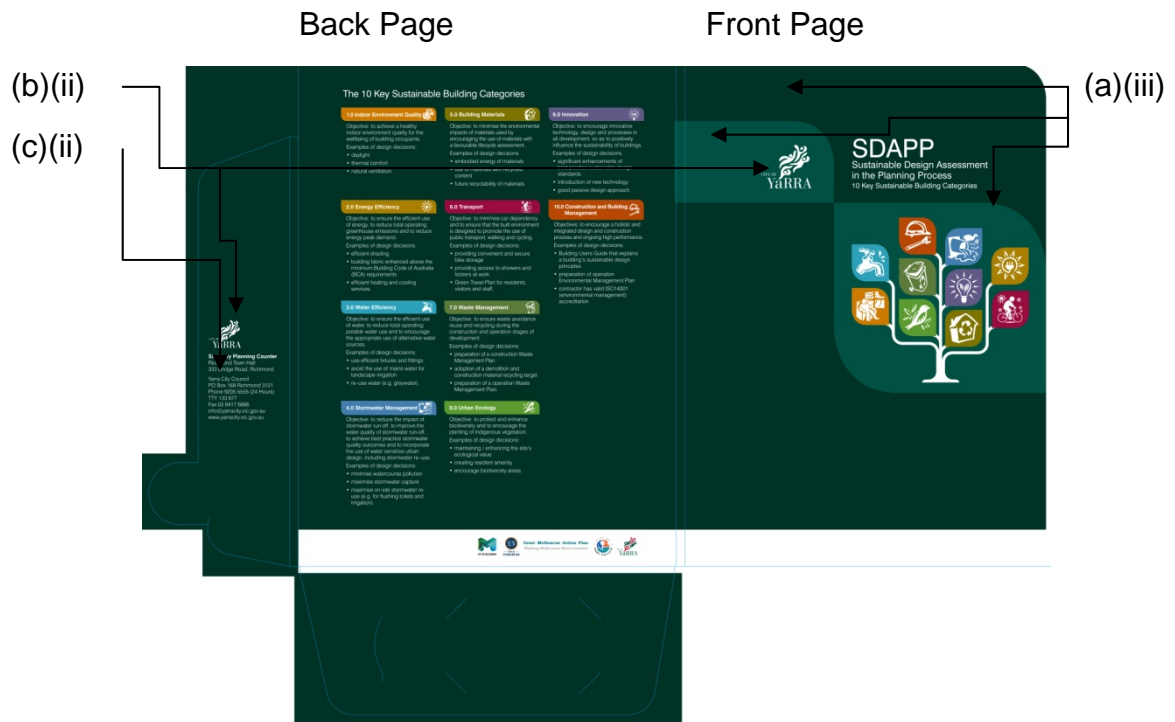 Back Page
Front Page
(b)(ii)
(c)(ii)
(a)(iii)
The 10 Key Sustainable Building Categories
1.0 Indoor Environment Quality
Objective: to achieve a healthy
indoor environment quality for the
wellbeing of building occupants.
Examples of design decisions:
• daylight
• thermal comfort
• natural ventilation
2.0 Energy Efficiency
Objective: to ensure the efficient use
of energy, to reduce total operating
greenhouse emissions and to reduce
energy peak demand
Examples of design decisions:
• efficient shading
• building fabric enhanced above the
minimum Building Code of Australia
(BCA) requirements
• efficient heating and cooling
services.
3.0 Water Efficiency
Objective: to ensure the efficient use
of water, to reduce total operating
potable water use and to encourage
the appropriate use of alternative water
sources.
Examples of design decisions:
• use efficient fixtures and fittings
• avoid the use of mains water for
landscape irrigation
• re-use water (e.g. greywater).
4.0 Stormwater Management
Objective: to reduce the impact of
stormwater run-off, to improve the
water quality of stormwater run-off,
to achieve best practice stormwater
quality outcomes and to incorporate
the use of water sensitive urban
design, including stormwater re-use.
Examples of design decisions:
• minimise watercourse pollution
• maximise stormwater capture
• maximise on-site stormwater re-
use (e.g. for flushing toilets and
irrigation).
5.0 Building Materials
Objective: to minimise the environmental
impacts of materials used by
encouraging the use of materials with
a favourable lifecycle assessment
Examples of design decisions
• embodied energy of materials
• use of materials with recycled
content
• future recyclability of materials.
6.0 Transport
Objective: to minimise car dependency
and to ensure that the built environment
is designed to promote the use of
public transport, walking and cycling.
Examples of design decisions:
• providing convenient and secure
bike storage
• providing access to showers and
lockers at work
• Green Travel Plan for residents,
visitors and staff.
7.0 Waste Management
Objective: to ensure waste avoidance
reuse and recycling during the
construction and operation stages of
development.
Examples of design decisions:
• preparation of a construction Waste
Management Plan
• adoption of a demolition and
construction material recycling target
• preparation of a operation Waste
Management Plan
8.0 Urban Ecology
Objective: to protect and enhance
biodiversity and to encourage the
planting of indigenous vegetation.
Examples of design decisions:
• maintaining / enhancing the site's
ecological value
• creating resident amenity
• encourage biodiversity areas.
9.0 Innovation
Objective: to encourage innovative
technology, design and processes in
all development, so as to positively
influence the sustainability of buildings.
Examples of design decisions:
• significant enhancements of
standards
• introduction of new technology
• good passive design approach
10.0 Construction and Building
Management
Objectives: to encourage a holistic and
integrated design and construction
process and ongoing high performance.
Examples of design decisions:
• Building Users Guide that explains
a building's sustainable design
principles
• preparation of operation
Environmental Management Plan
• contractor has valid ISO14001
(environmental management)
accreditation.
CITY OF
YaRRA
SDAPP
Sustainable Design Assessment
in the Planning Process
10 Key Sustainable Building Categories
YaRRA
Planning Counter
Town Hall
333 Bridge Road, Richmond
Yarra City Council
PO Box 168 Richmond 3121
Phone 9205 5555 (24 Hours)
TTY 133 677
Fax 03 8417 6666
info@yarracity.vic.gov.au
www.yarracity.vic.gov.au
Inner Melbourne Action Plan
Making Melbourne More Liveable
YaRRA